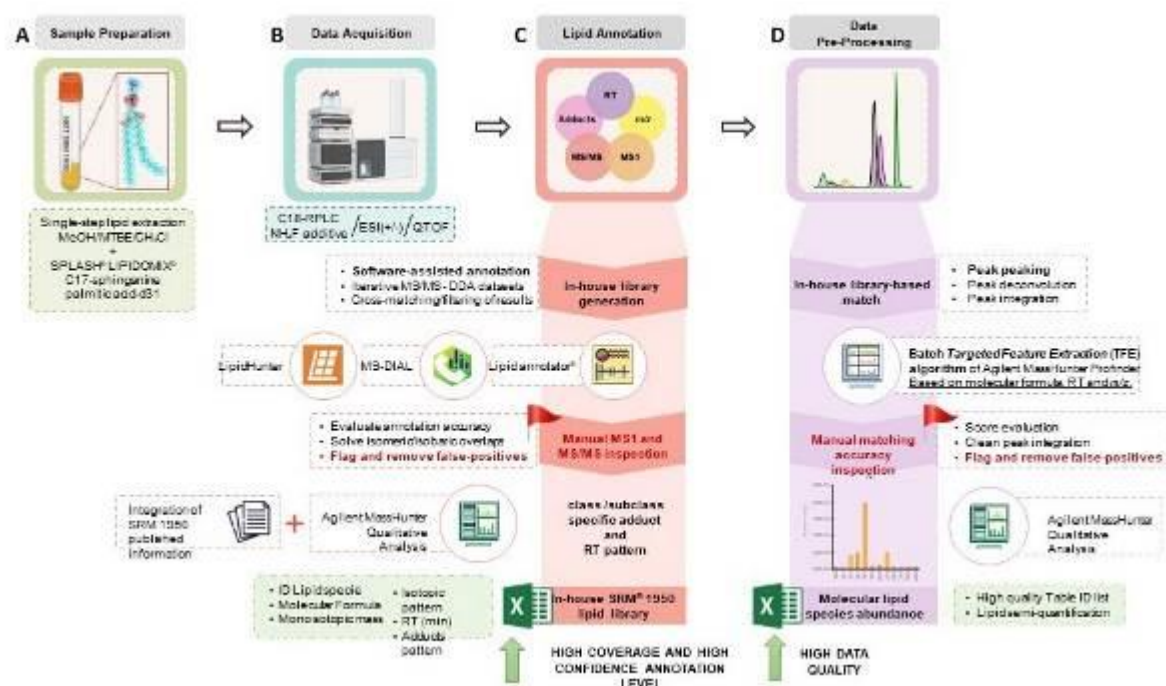 A
Sample Preparation
B
Data Acquisition
C
Lipid Annotation
D
Data
Pre-Processing
RT
Adducts
m/z
MS/MS
MS1
Single-step lipid extraction
MeOH/MTBE/CH₃Cl
+
SPLASH® LIPIDOMIX®
C17-sphinganine
palmitic acid-d31
C18-RPLC
NH₄F additive
/ESI(+/-)/QTOF
• Software-assisted annotation
• Iterative MS/MS - DDA datasets
• Cross-matching/filtering of results
In-house library
generation
In-house library-based
match
• Peak peaking
• Peak deconvolution
• Peak integration
LipidHunter
MS-DIAL
Lipid annotator®
Batch Targeted Feature Extraction (TFE)
algorithm of Agilent MassHunter Profinder
Based on molecular formula, RT and m/z.
• Evaluate annotation accuracy
• Solve isomeric/isobaric overlaps
• Flag and remove false-positives
Manual MS1 and
MS/MS inspection
Manual matching
accuracy
inspection
• Score evaluation
• Clean peak integration
• Flag and remove false-positives
Integration of
SRM 1950
published
information
+
Agilent MassHunter
Qualitative
Analysis
class /subclass
specific adduct
and
RT pattern
Agilent MassHunter
Qualitative
Analysis
• ID Lipid specie
• Molecular Formula
• Monoisotopic mass
• Isotopic
pattern
• RT (min)
• Adducts
pattern
X
In-house SRM® 1950
lipid library
X
Molecular lipid
species abundance
• High quality Table ID list
• Lipid semi-quantification
HIGH COVERAGE AND HIGH
CONFIDENCE ANNOTATION
LEVEL
HIGH DATA
QUALITY